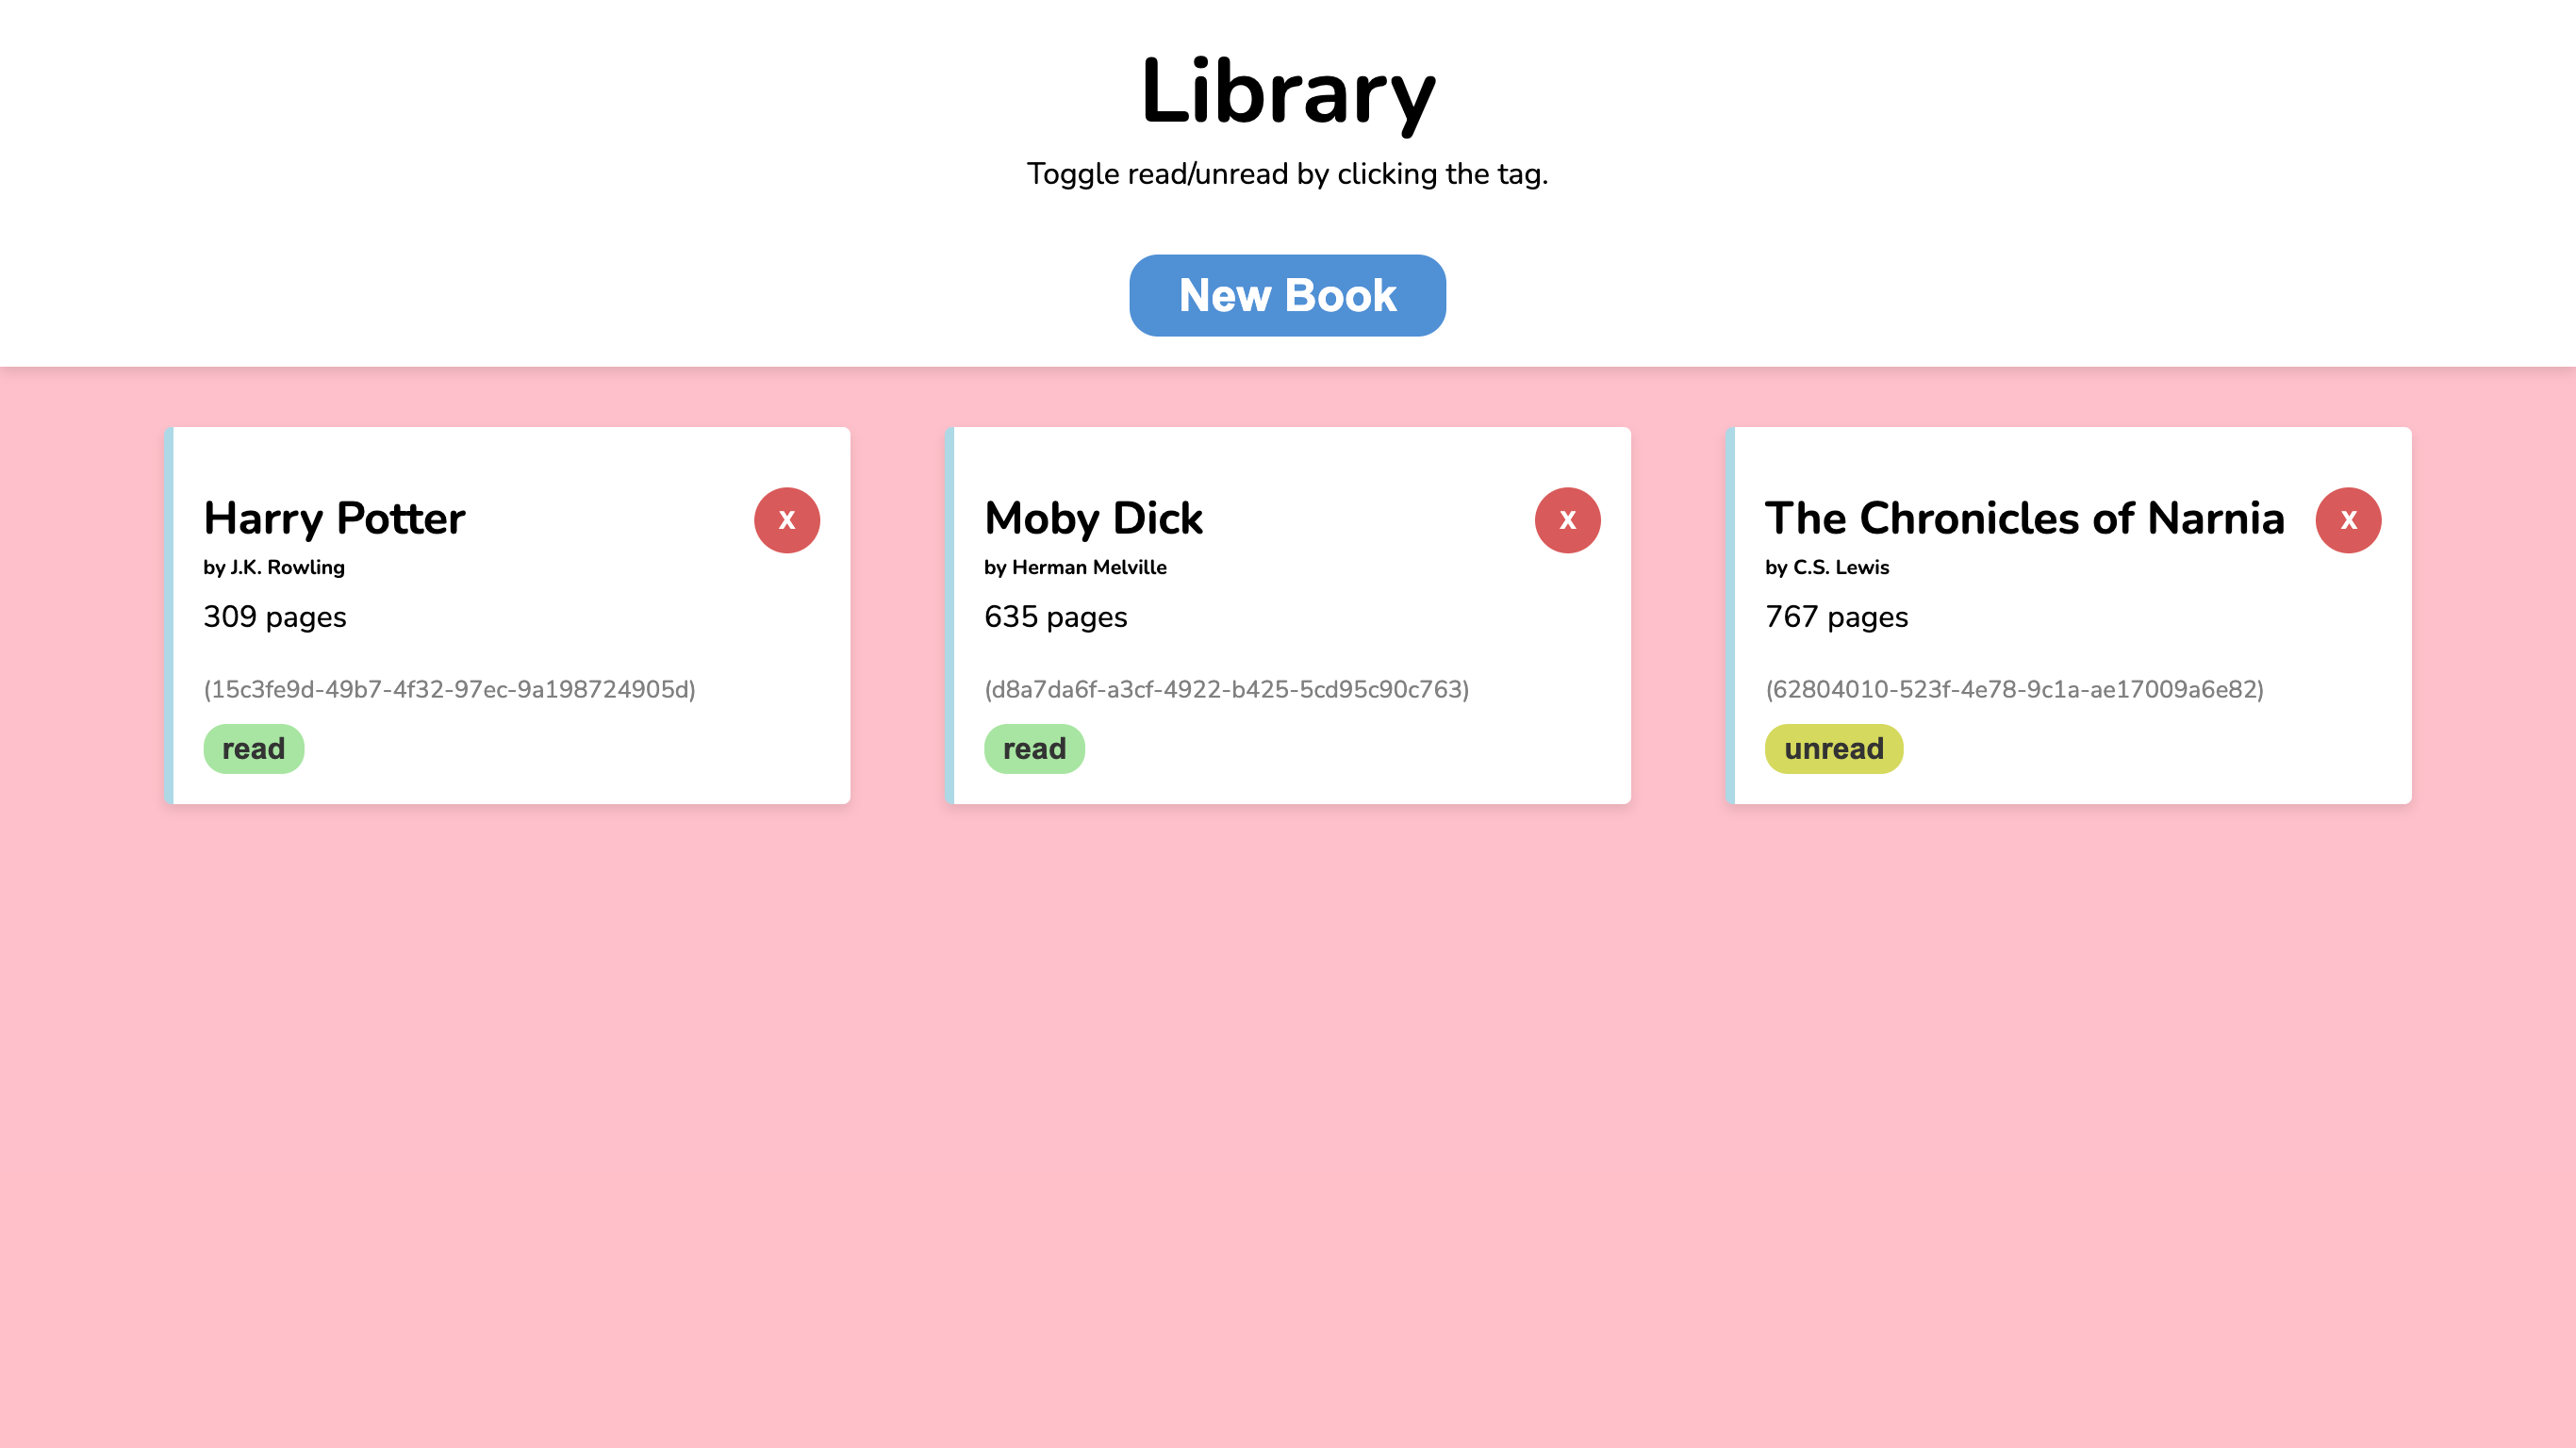 Library
Toggle read/unread by clicking the tag.
New Book
Harry Potter
x
by J.K. Rowling
309 pages
(15c3fe9d-49b7-4f32-97ec-9a198724905d)
read
Moby Dick
x
by Herman Melville
635 pages
(d8a7da6f-a3cf-4922-b425-5cd95c90c763)
read
The Chronicles of Narnia
x
by C.S. Lewis
767 pages
(62804010-523f-4e78-9c1a-ae17009a6e82)
unread